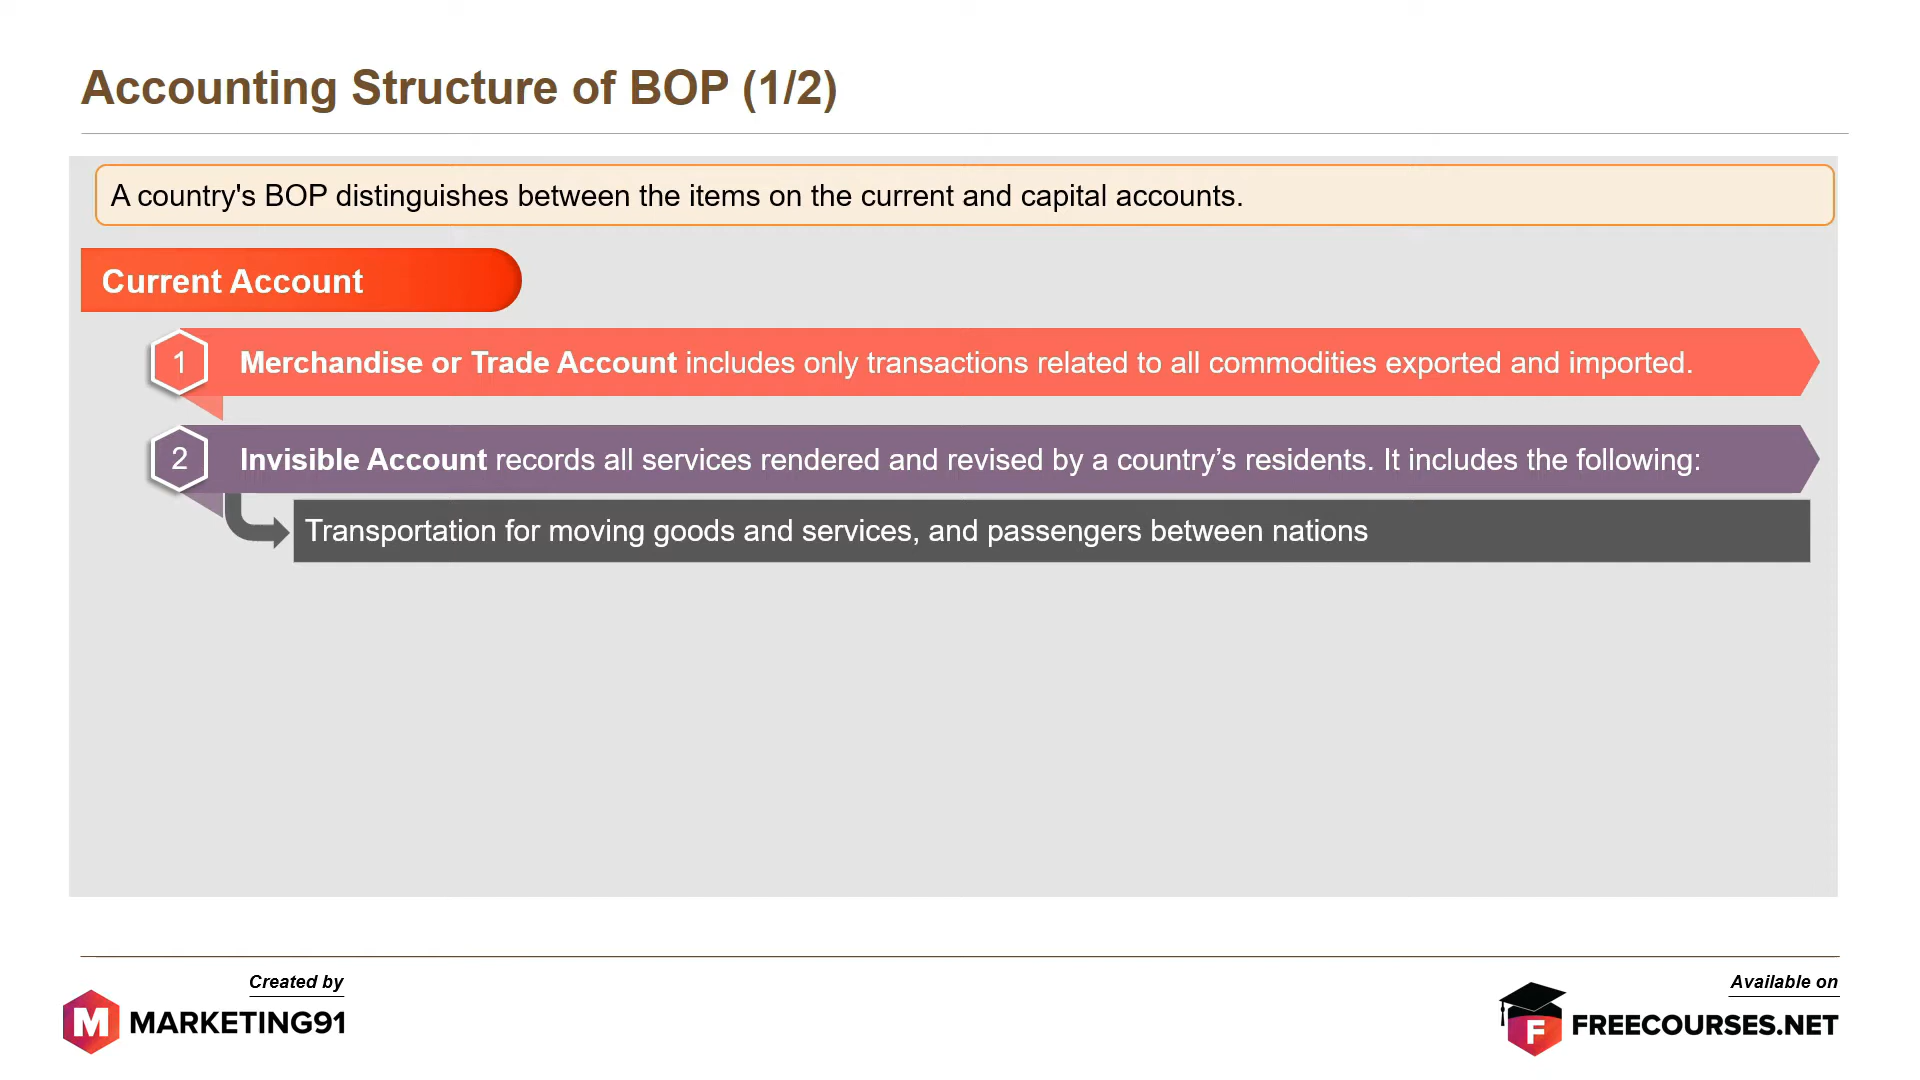 Accounting Structure of BOP (1/2)
A country's BOP distinguishes between the items on the current and capital accounts.
Current Account
1 Merchandise or Trade Account includes only transactions related to all commodities exported and imported.
2 Invisible Account records all services rendered and revised by a country’s residents. It includes the following:
Transportation for moving goods and services, and passengers between nations
Created by
M MARKETING91
Available on
F FREECOURSES.NET